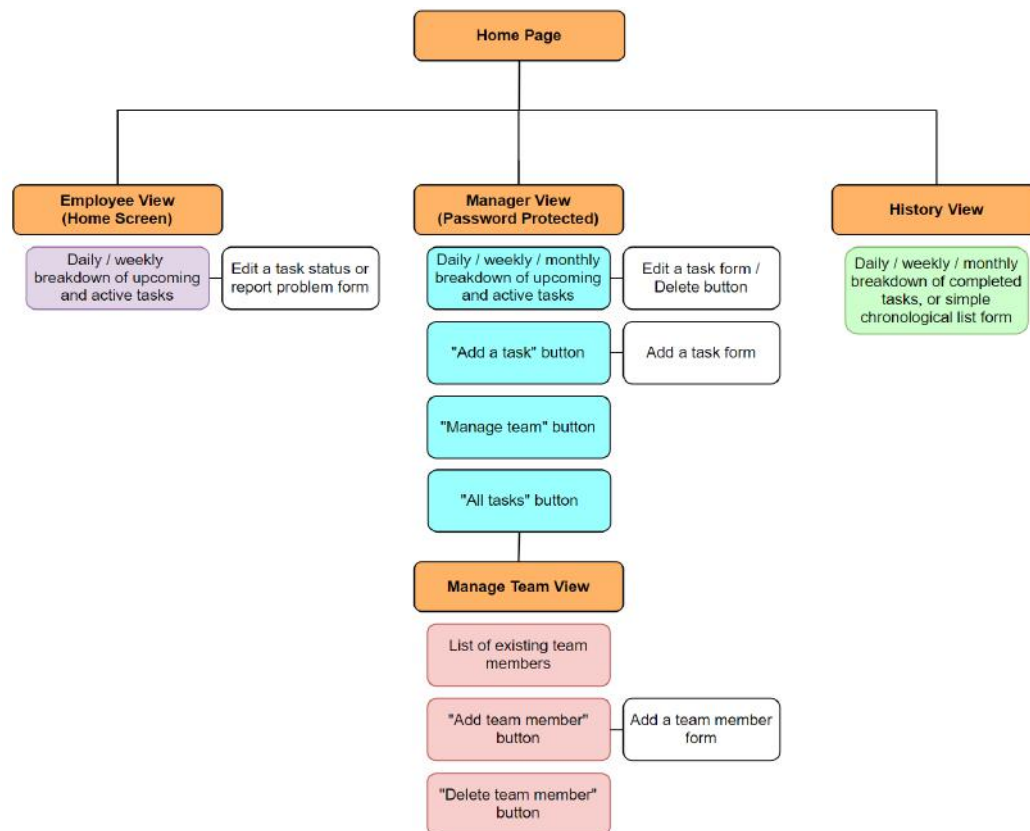 Home Page
Employee View
(Home Screen)
Manager View
(Password Protected)
History View
Daily / weekly
breakdown of upcoming
and active tasks
Edit a task status or
report problem form
Daily / weekly / monthly
breakdown of upcoming
and active tasks
Edit a task form /
Delete button
Daily / weekly / monthly
breakdown of completed
tasks, or simple
chronological list form
"Add a task" button
Add a task form
"Manage team" button
"All tasks" button
Manage Team View
List of existing team
members
"Add team member"
button
Add a team member
form
"Delete team member"
button